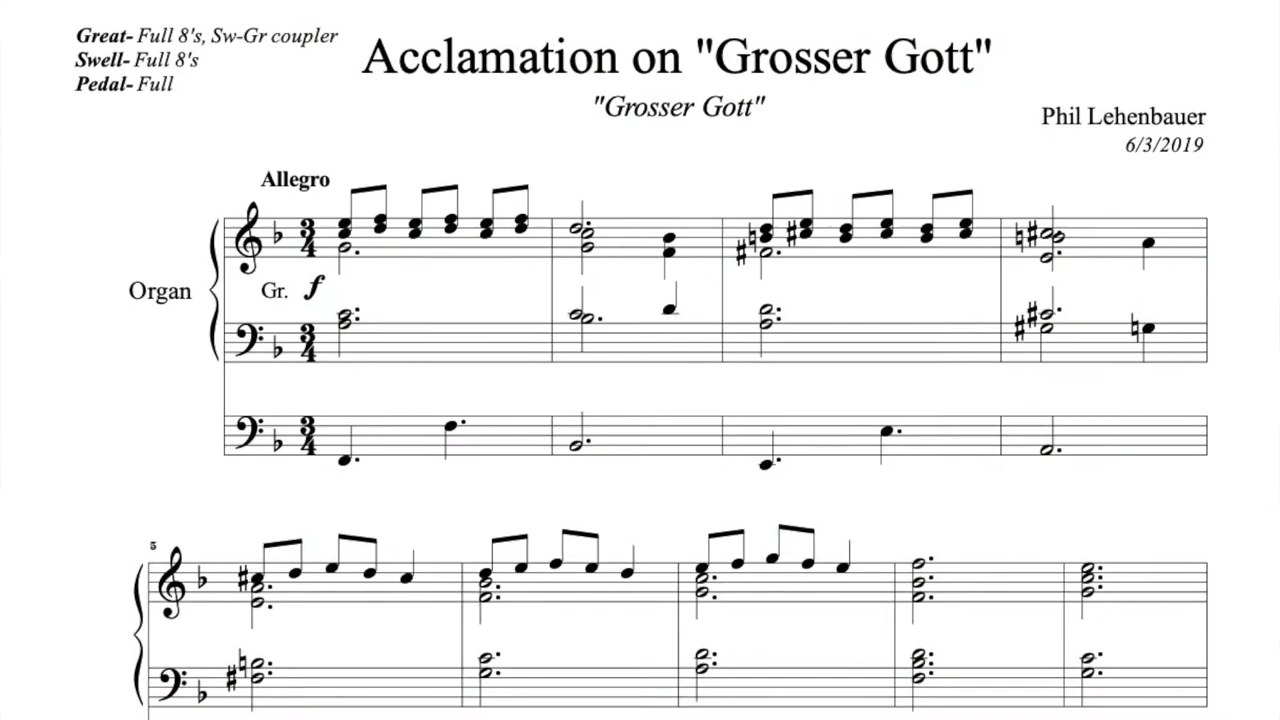 Great- Full 8's, Sw-Gr coupler
Swell- Full 8's
Pedal- Full
Acclamation on "Grosser Gott"
"Grosser Gott"
Phil Lehenbauer
6/3/2019
Allegro
Organ
Gr. f
5